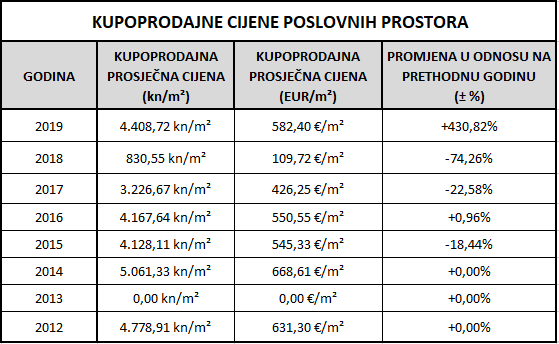 KUPOPRODAJNE CIJENE POSLOVNIH PROSTORA
GODINA
KUPOPRODAJNA
PROSJEČNA CIJENA
(kn/m²)
KUPOPRODAJNA
PROSJEČNA CIJENA
(EUR/m²)
PROMJENA U ODNOSU NA
PRETHODNU GODINU
(± %)
2019 4.408,72 kn/m² 582,40 €/m² +430,82%
2018 830,55 kn/m² 109,72 €/m² -74,26%
2017 3.226,67 kn/m² 426,25 €/m² -22,58%
2016 4.167,64 kn/m² 550,55 €/m² +0,96%
2015 4.128,11 kn/m² 545,33 €/m² -18,44%
2014 5.061,33 kn/m² 668,61 €/m² +0,00%
2013 0,00 kn/m² 0,00 €/m² +0,00%
2012 4.778,91 kn/m² 631,30 €/m² +0,00%